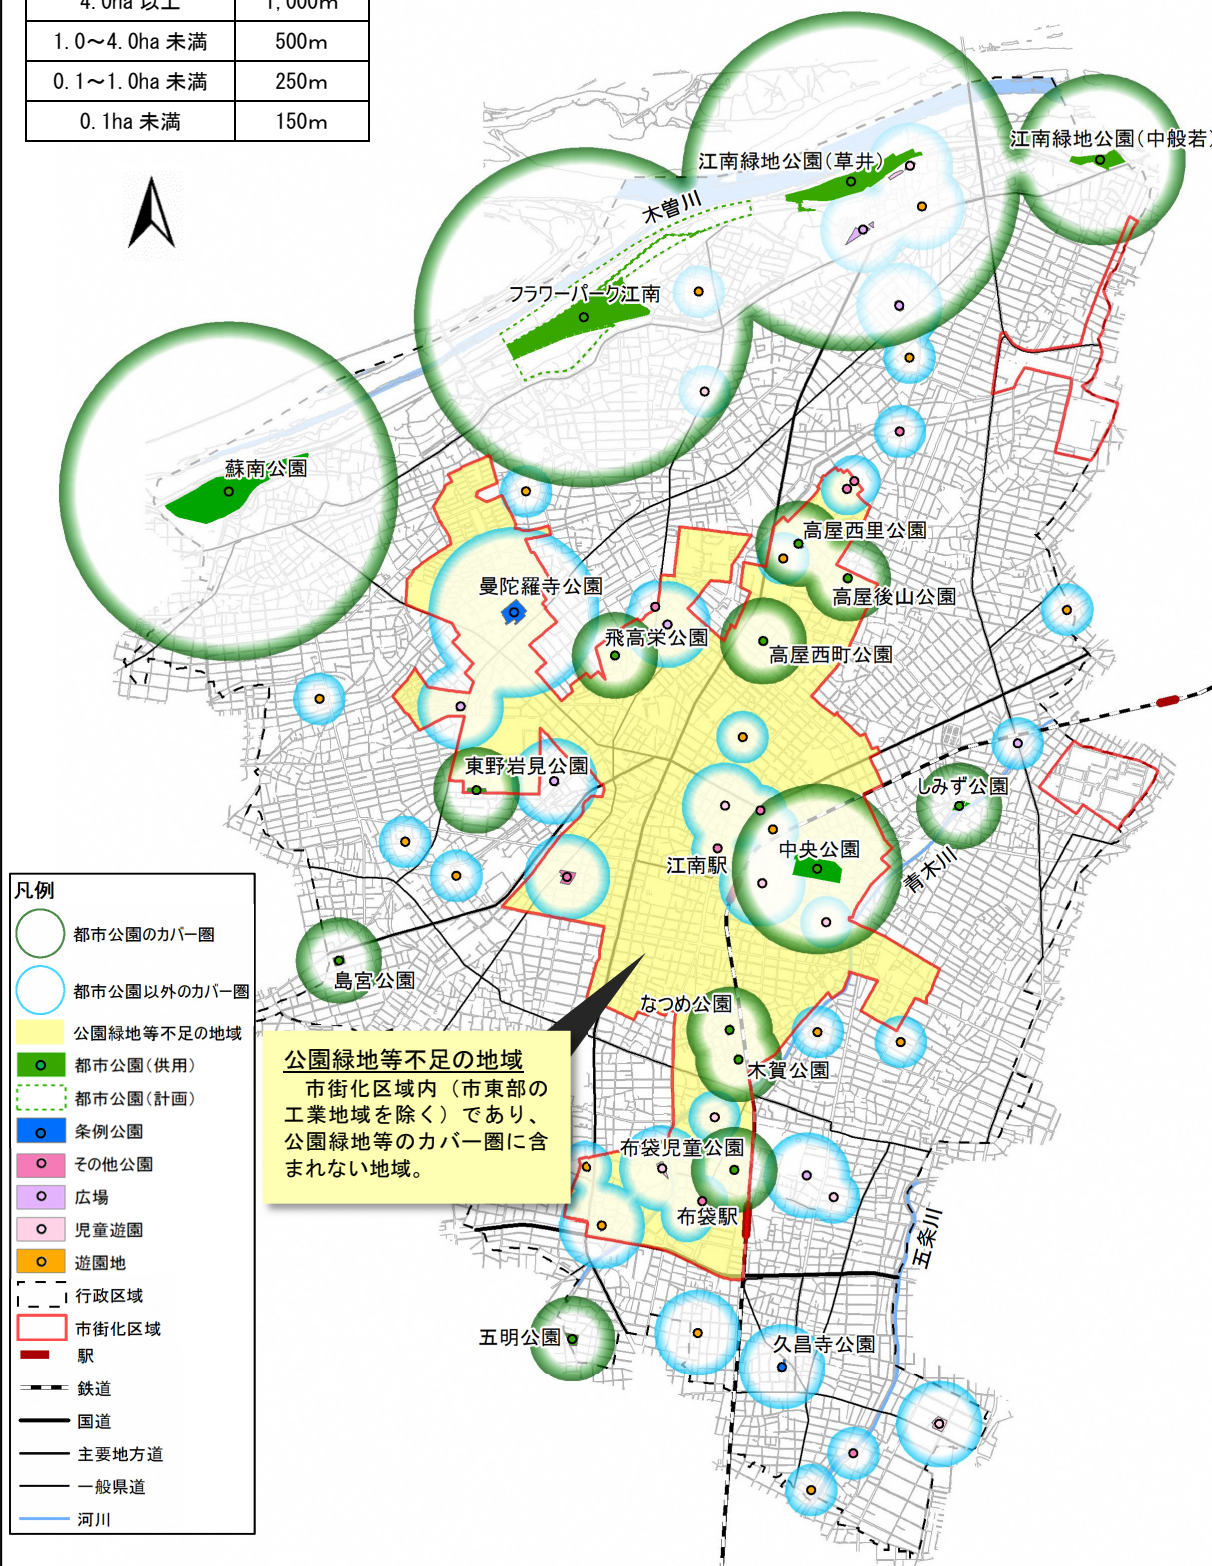 4.0ha 以上 1,000m
1.0～4.0ha 未満 500m
0.1～1.0ha 未満 250m
0.1ha 未満 150m
江南緑地公園(中般若)
江南緑地公園(草井)
木曽川
フラワーパーク江南
蘇南公園
高屋西里公園
曼陀羅寺公園
高屋後山公園
飛高栄公園
高屋西町公園
東野岩見公園
しみず公園
中央公園
江南駅
青木川
島宮公園
なつめ公園
木賀公園
布袋児童公園
布袋駅
五条川
五明公園
久昌寺公園
公園緑地等不足の地域
市街化区域内（市東部の
工業地域を除く）であり、
公園緑地等のカバー圏に含
まれない地域。
凡例
都市公園のカバー圏
都市公園以外のカバー圏
公園緑地等不足の地域
都市公園(供用)
都市公園(計画)
条例公園
その他公園
広場
児童遊園
遊園地
行政区域
市街化区域
駅
鉄道
国道
主要地方道
一般県道
河川